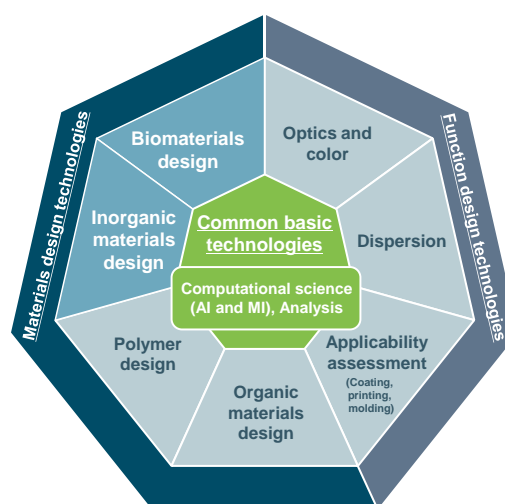 Materials design technologies
Function design technologies
Biomaterials
design
Optics and
color
Inorganic
materials
design
Common basic
technologies
Dispersion
Computational science
(AI and MI), Analysis
Polymer
design
Applicability
assessment
(Coating,
printing,
molding)
Organic
materials
design